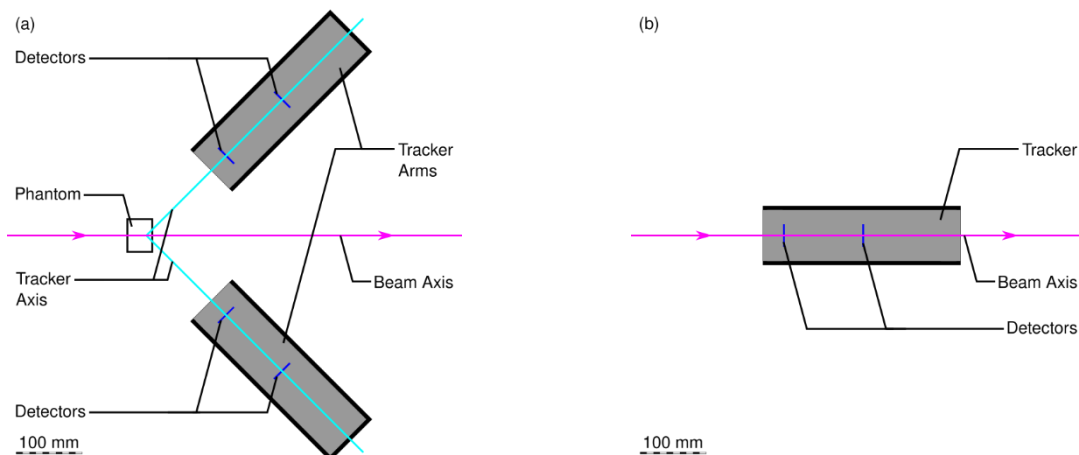 (a)
Detectors
Tracker
Arms
Phantom
Tracker
Axis
Beam Axis
Detectors
100 mm
(b)
Tracker
Beam Axis
Detectors
100 mm